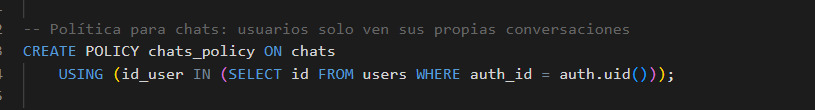 -- Política para chats: usuarios solo ven sus propias conversaciones
CREATE POLICY chats_policy ON chats
USING (id_user IN (SELECT id FROM users WHERE auth_id = auth.uid()));